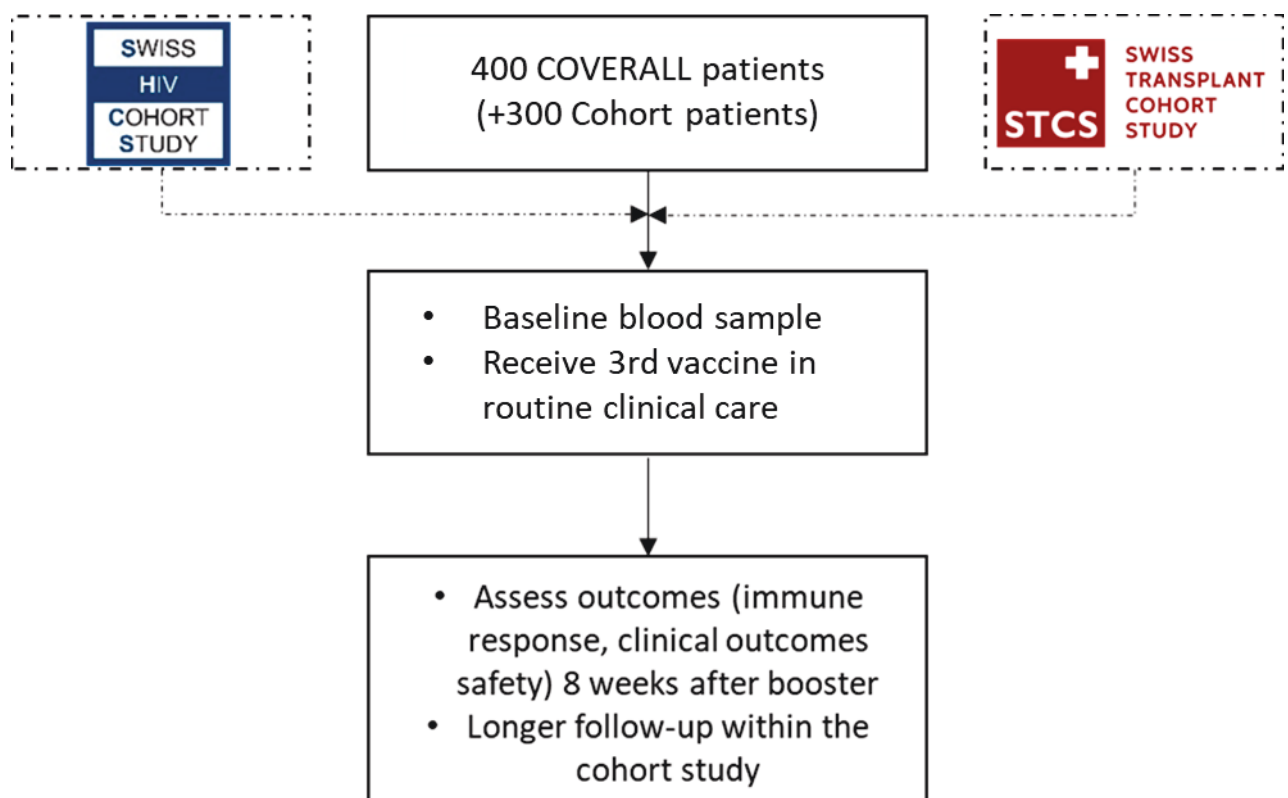 SWISS
HIV
COHORT
STUDY
400 COVERALL patients
(+300 Cohort patients)
STCS
SWISS
TRANSPLANT
COHORT
STUDY
• Baseline blood sample
• Receive 3rd vaccine in
routine clinical care
• Assess outcomes (immune
response, clinical outcomes
safety) 8 weeks after booster
• Longer follow-up within the
cohort study